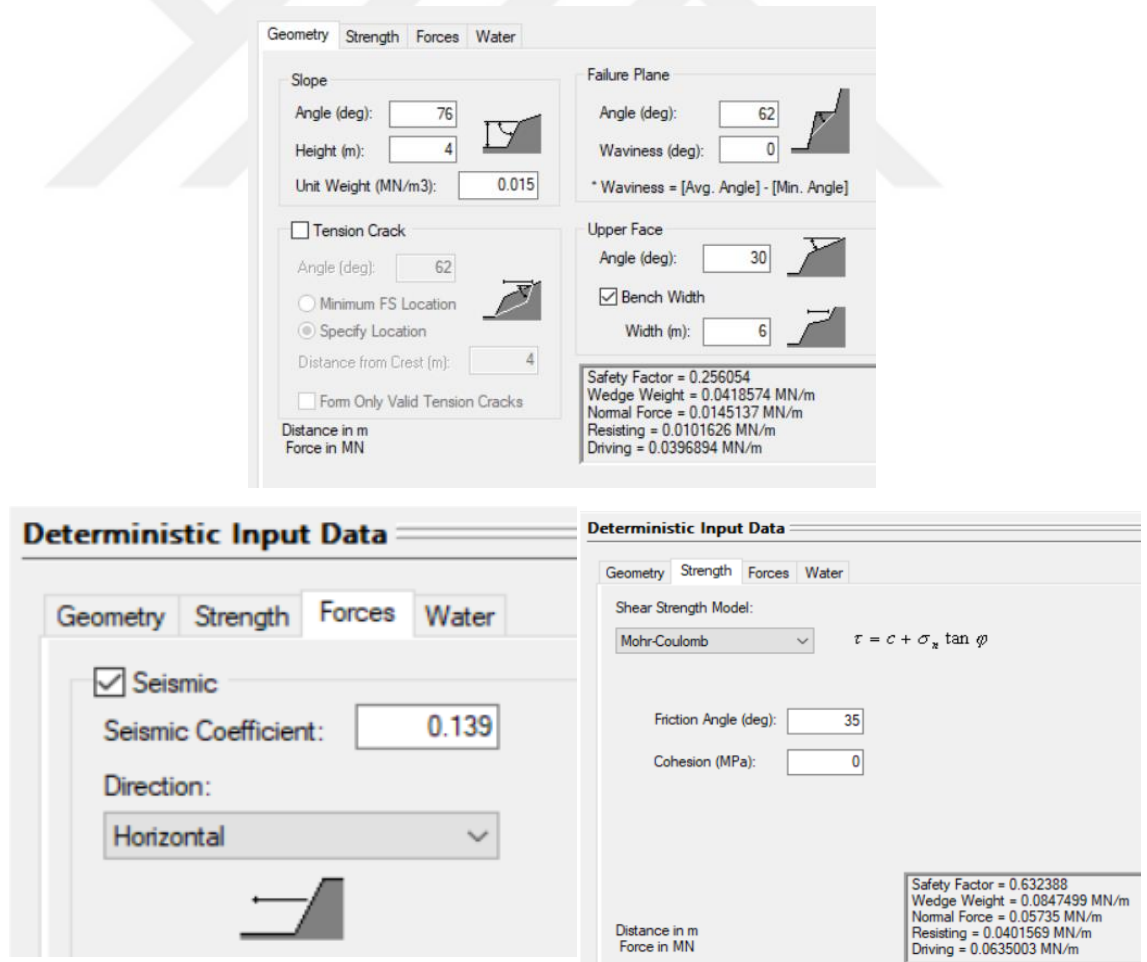 Geometry Strength Forces Water
Slope
Angle (deg): 76
Height (m): 4
Unit Weight (MN/m3): 0.015
Failure Plane
Angle (deg): 62
Waviness (deg): 0
* Waviness = [Avg. Angle] - [Min. Angle]
Tension Crack
Angle (deg): 62
Minimum FS Location
Specify Location
Distance from Crest (m): 4
Form Only Valid Tension Cracks
Distance in m
Force in MN
Upper Face
Angle (deg): 30
Bench Width
Width (m): 6
Safety Factor = 0.256054
Wedge Weight = 0.0418574 MN/m
Normal Force = 0.0145137 MN/m
Resisting = 0.0101626 MN/m
Driving = 0.0396894 MN/m
Deterministic Input Data
Geometry Strength Forces Water
Seismic
Seismic Coefficient: 0.139
Direction:
Horizontal
Deterministic Input Data
Geometry Strength Forces Water
Shear Strength Model:
Mohr-Coulomb τ = c + σn tan φ
Friction Angle (deg): 35
Cohesion (MPa): 0
Distance in m
Force in MN
Safety Factor = 0.632388
Wedge Weight = 0.0847499 MN/m
Normal Force = 0.05735 MN/m
Resisting = 0.0401569 MN/m
Driving = 0.0635003 MN/m